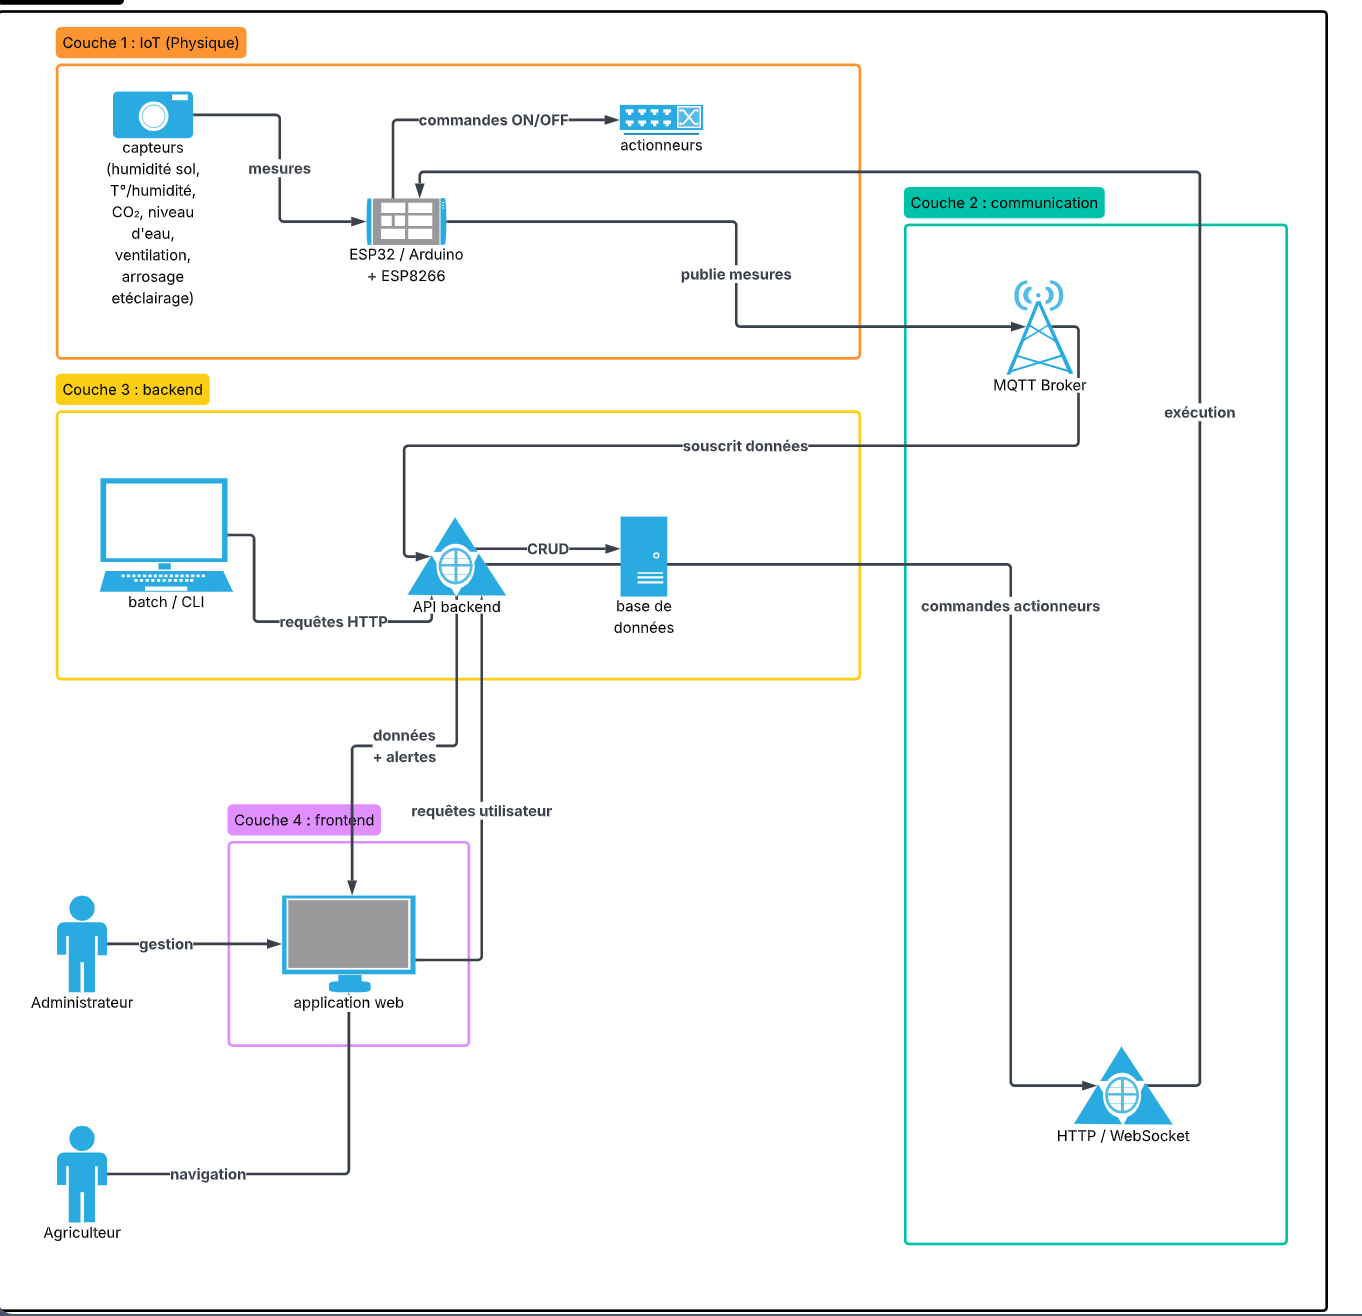 Couche 1 : IoT (Physique)
commandes ON/OFF
actionneurs
capteurs
(humidité sol,
T°/humidité,
CO₂, niveau
d'eau,
ventilation,
arrosage
etéclairage)
mesures
ESP32 / Arduino
+ ESP8266
publie mesures
Couche 2 : communication
MQTT Broker
exécution
Couche 3 : backend
souscrit données
batch / CLI
requêtes HTTP
API backend
CRUD
base de
données
commandes actionneurs
données
+ alertes
requêtes utilisateur
Couche 4 : frontend
gestion
Administrateur
application web
navigation
Agriculteur
HTTP / WebSocket